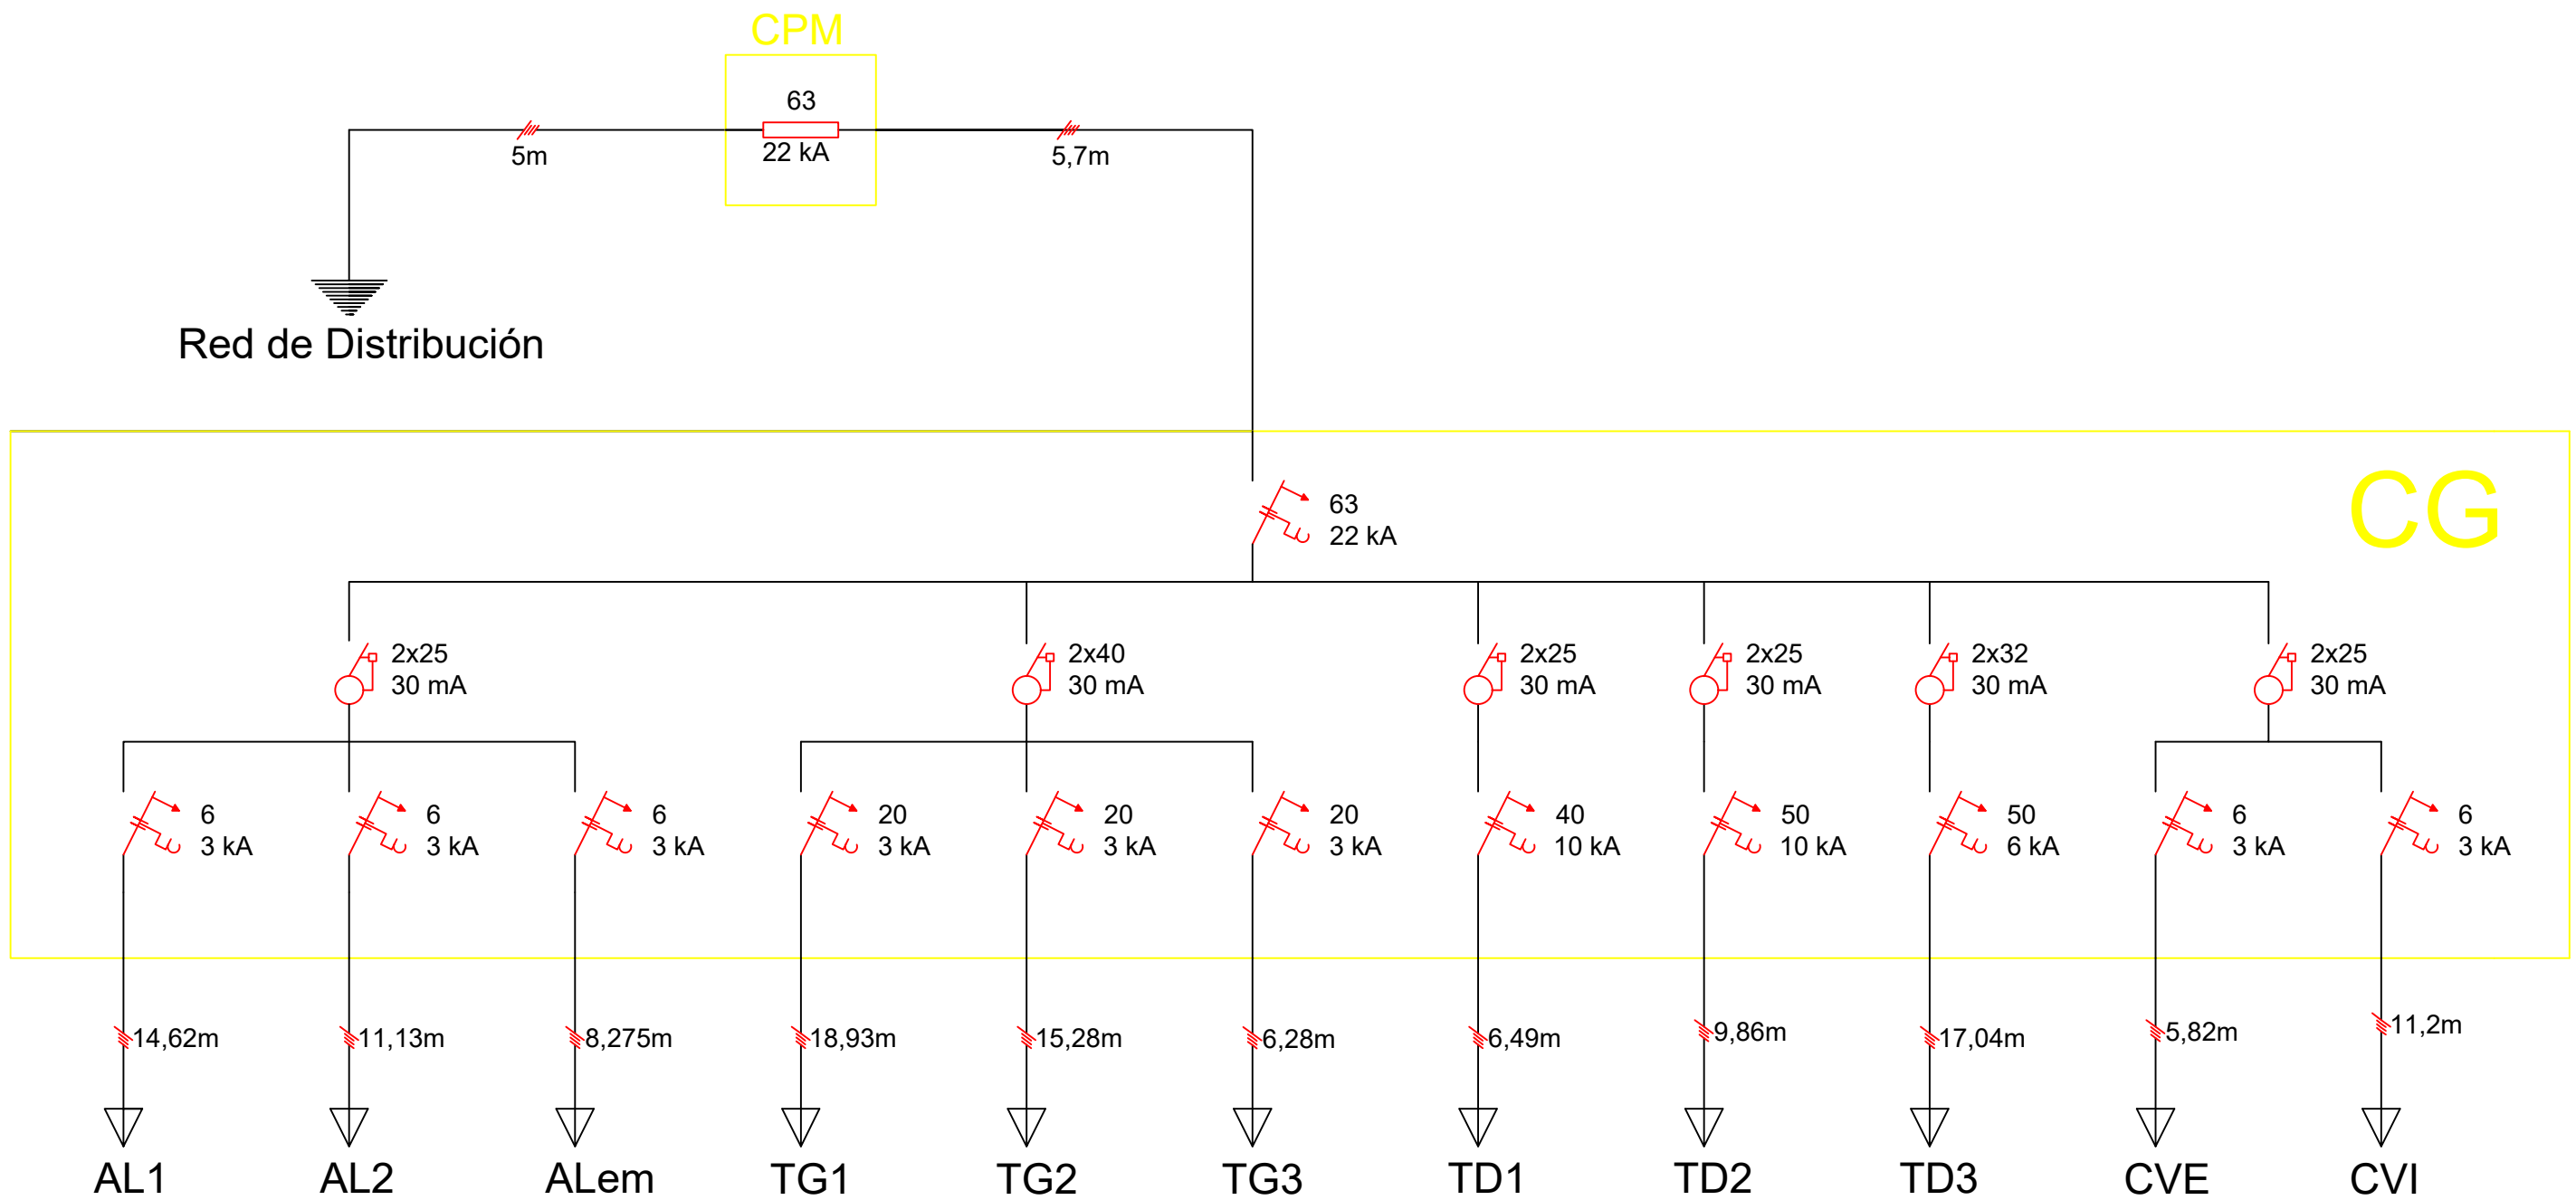 CPM
63
22 kA
5m
5,7m
Red de Distribución
CG
63
22 kA
2x25
30 mA
2x40
30 mA
2x25
30 mA
2x25
30 mA
2x32
30 mA
2x25
30 mA
6
3 kA
6
3 kA
6
3 kA
20
3 kA
20
3 kA
20
3 kA
40
10 kA
50
10 kA
50
6 kA
6
3 kA
6
3 kA
14,62m
11,13m
8,275m
18,93m
15,28m
6,28m
6,49m
9,86m
17,04m
5,82m
11,2m
AL1
AL2
ALem
TG1
TG2
TG3
TD1
TD2
TD3
CVE
CVI